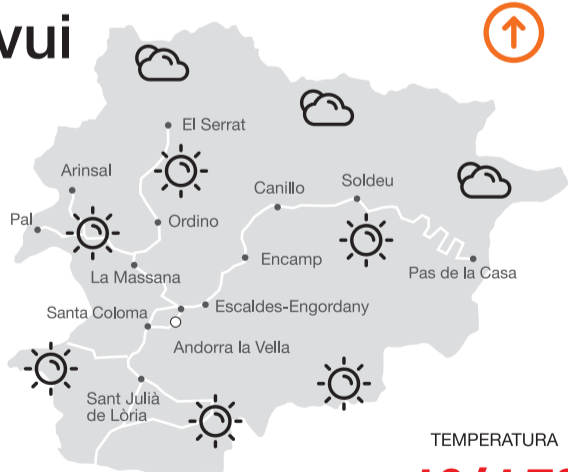 vui
El Serrat
Arinsal
Canillo
Soldeu
Pal
Ordino
Encamp
La Massana
Pas de la Casa
Santa Coloma
Escaldes-Engordany
Andorra la Vella
Sant Julià
de Lòria
TEMPERATURA